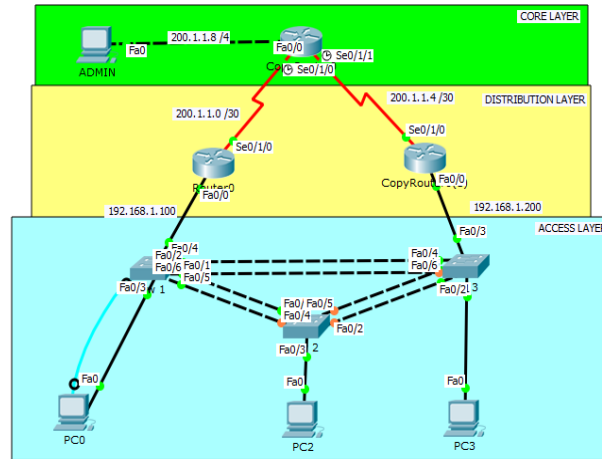 CORE LAYER
200.1.1.8 /4
Fa0
Fa0/0
Se0/1/1
ADMIN
Se0/1/0
200.1.1.0 /30
200.1.1.4 /30
DISTRIBUTION LAYER
Se0/1/0
Se0/1/0
Router0
Fa0/0
Fa0/0
192.168.1.100
192.168.1.200
ACCESS LAYE
Fa0/4
Fa0/3
Fa0/2
Fa0/4
Fa0/6
Fa0/1
Fa0/6
3
Fa0/3
1
Fa0/5
Fa0/2
Fa0/5
Fa0/4
Fa0/2
2
Fa0/3
Fa0
Fa0
Fa0
PC0
PC2
PC3